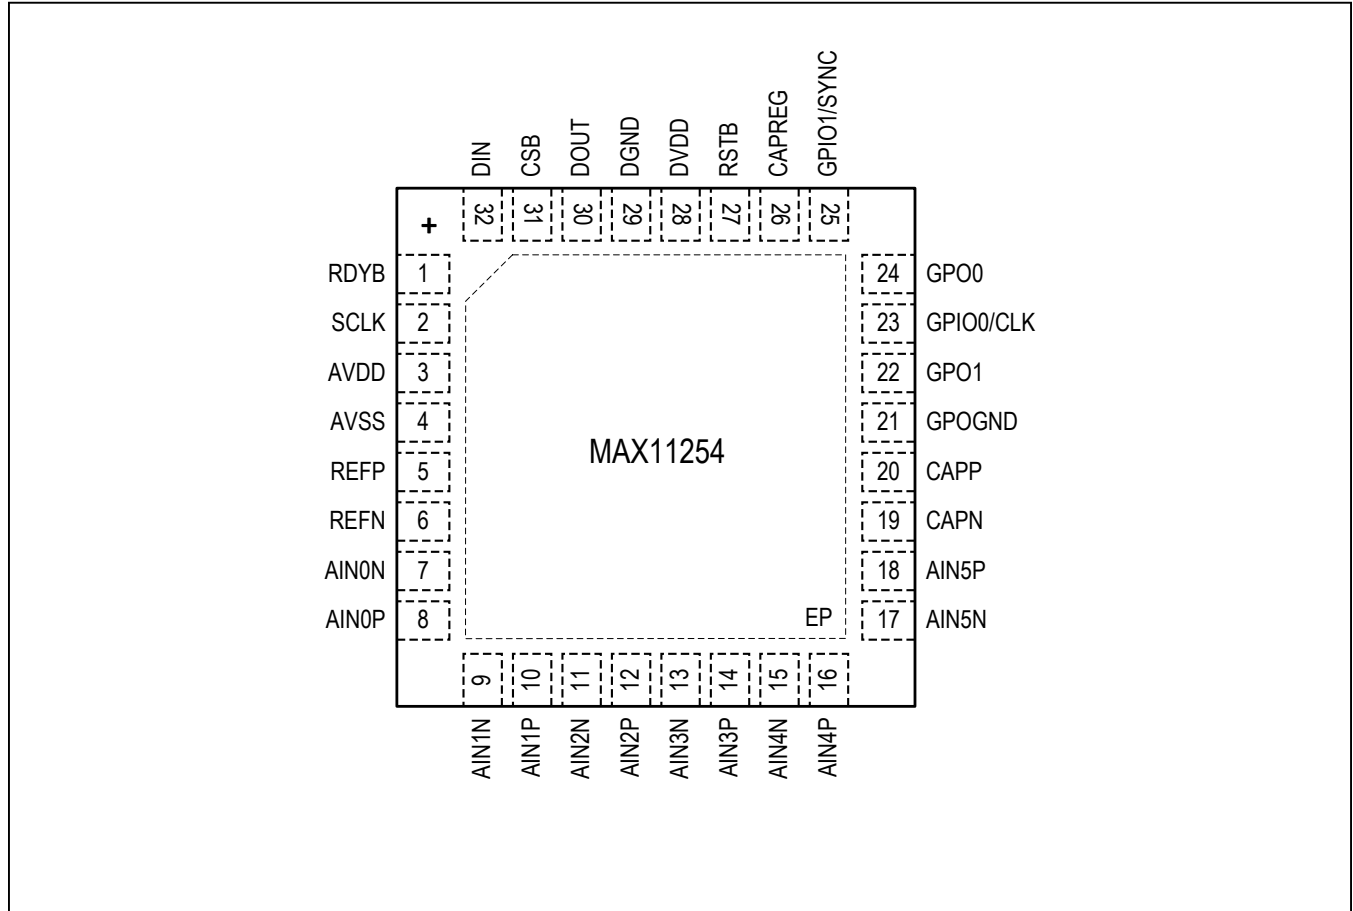 DIN
CSB
DOUT
DGND
DVDD
RSTB
CAPREG
GPIO1/SYNC
+
32
31
30
29
28
27
26
25
RDYB 1
SCLK 2
AVDD 3
AVSS 4
REFP 5
REFN 6
AIN0N 7
AIN0P 8
24 GPO0
23 GPIO0/CLK
22 GPO1
21 GPOGND
20 CAPP
19 CAPN
18 AIN5P
17 AIN5N
MAX11254
EP
9
10
11
12
13
14
15
16
AIN1N
AIN1P
AIN2N
AIN2P
AIN3N
AIN3P
AIN4N
AIN4P